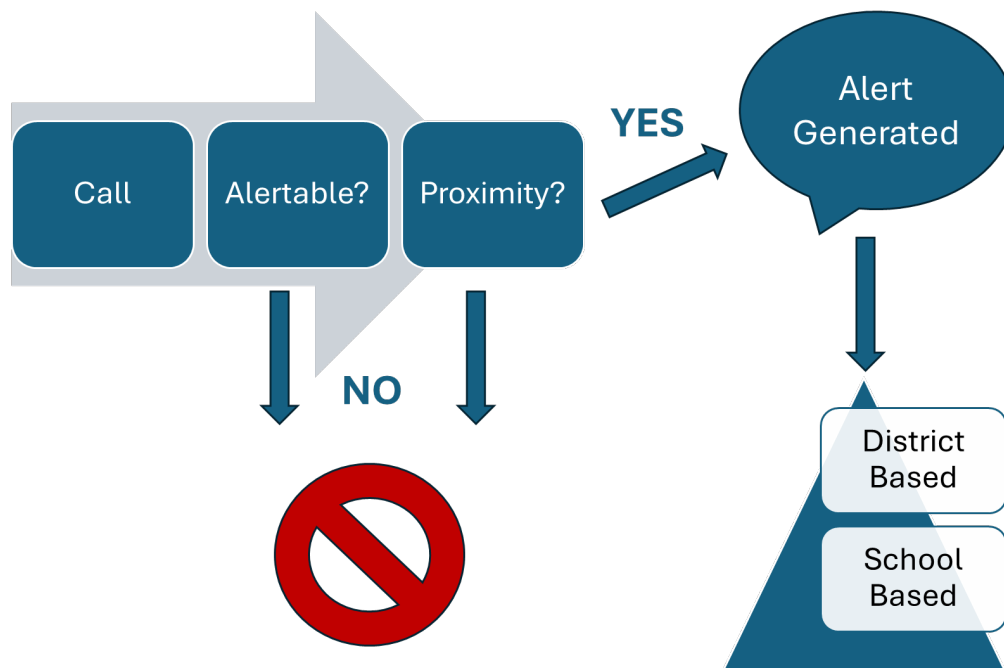 Call
Alertable?
Proximity?
YES
Alert
Generated
NO
District
Based
School
Based